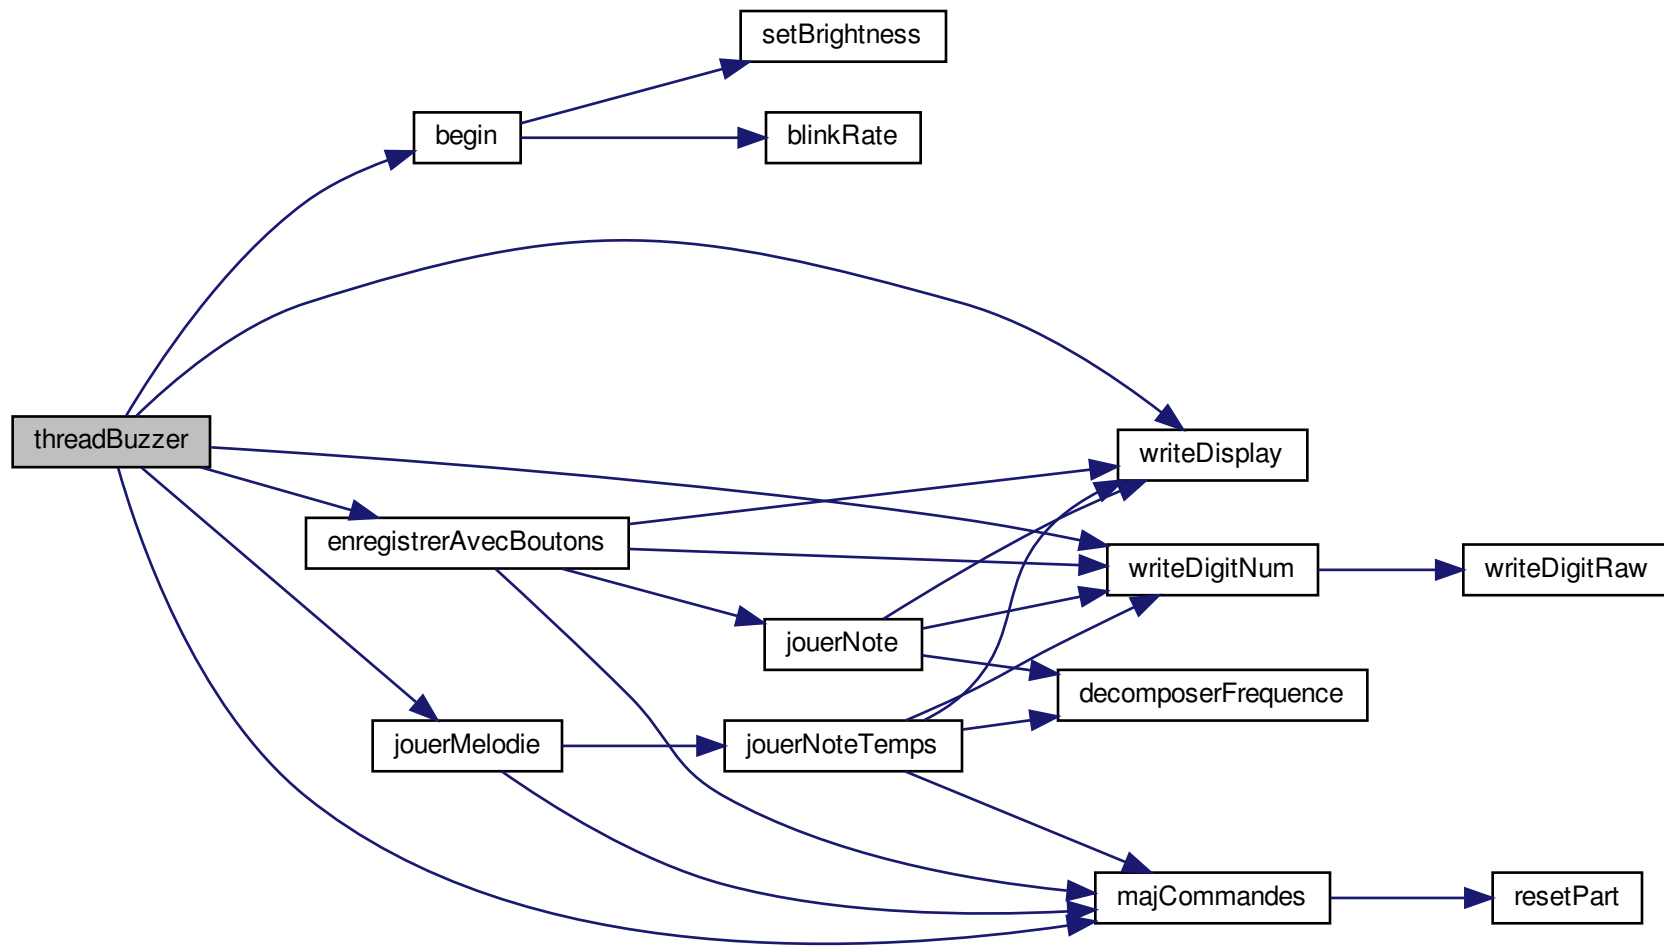 setBrightness
begin
blinkRate
threadBuzzer
writeDisplay
enregistrerAvecBoutons
writeDigitNum
writeDigitRaw
jouerNote
decomposerFrequence
jouerMelodie
jouerNoteTemps
majCommandes
resetPart